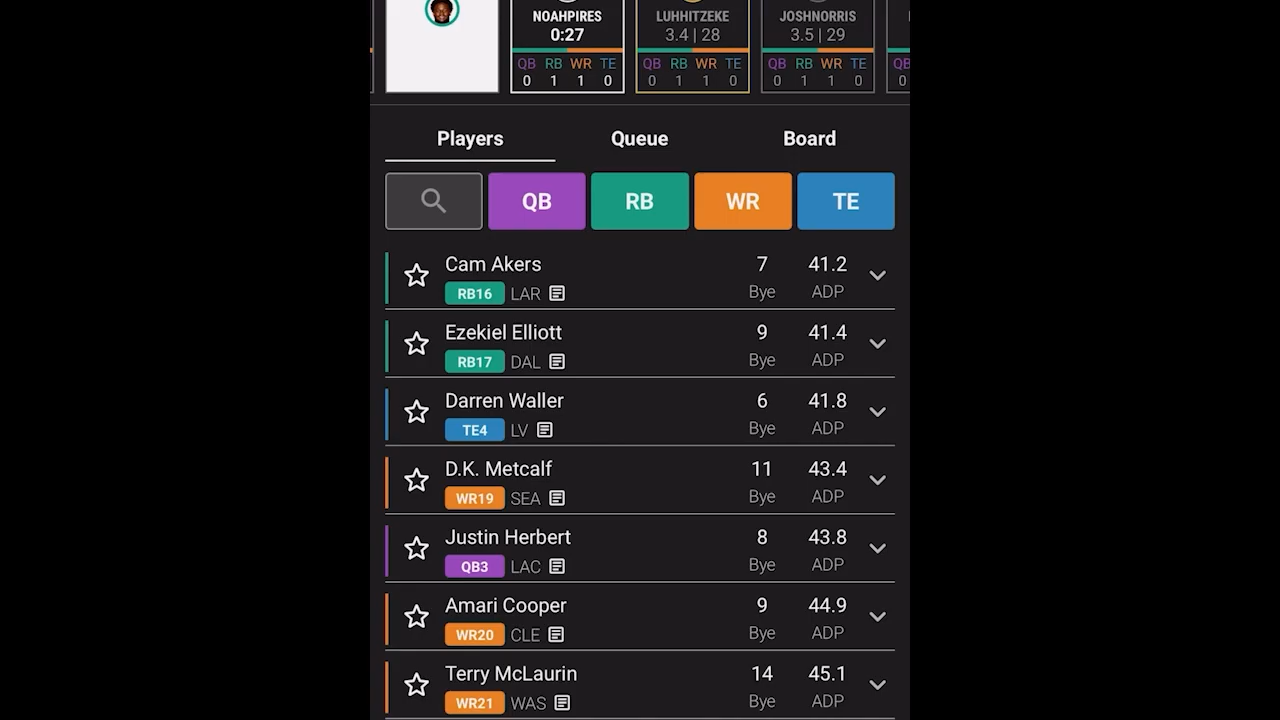 NOAHPIRES LUHHITZEKE JOSHNORRIS
0:27 3.4 | 28 3.5 | 29
QB RB WR TE QB RB WR TE QB RB WR TE QB
0 1 1 0 0 1 1 0 0 1 1 0 0
Players Queue Board
QB RB WR TE
Cam Akers 7 41.2
RB16 LAR Bye ADP
Ezekiel Elliott 9 41.4
RB17 DAL Bye ADP
Darren Waller 6 41.8
TE4 LV Bye ADP
D.K. Metcalf 11 43.4
WR19 SEA Bye ADP
Justin Herbert 8 43.8
QB3 LAC Bye ADP
Amari Cooper 9 44.9
WR20 CLE Bye ADP
Terry McLaurin 14 45.1
WR21 WAS Bye ADP